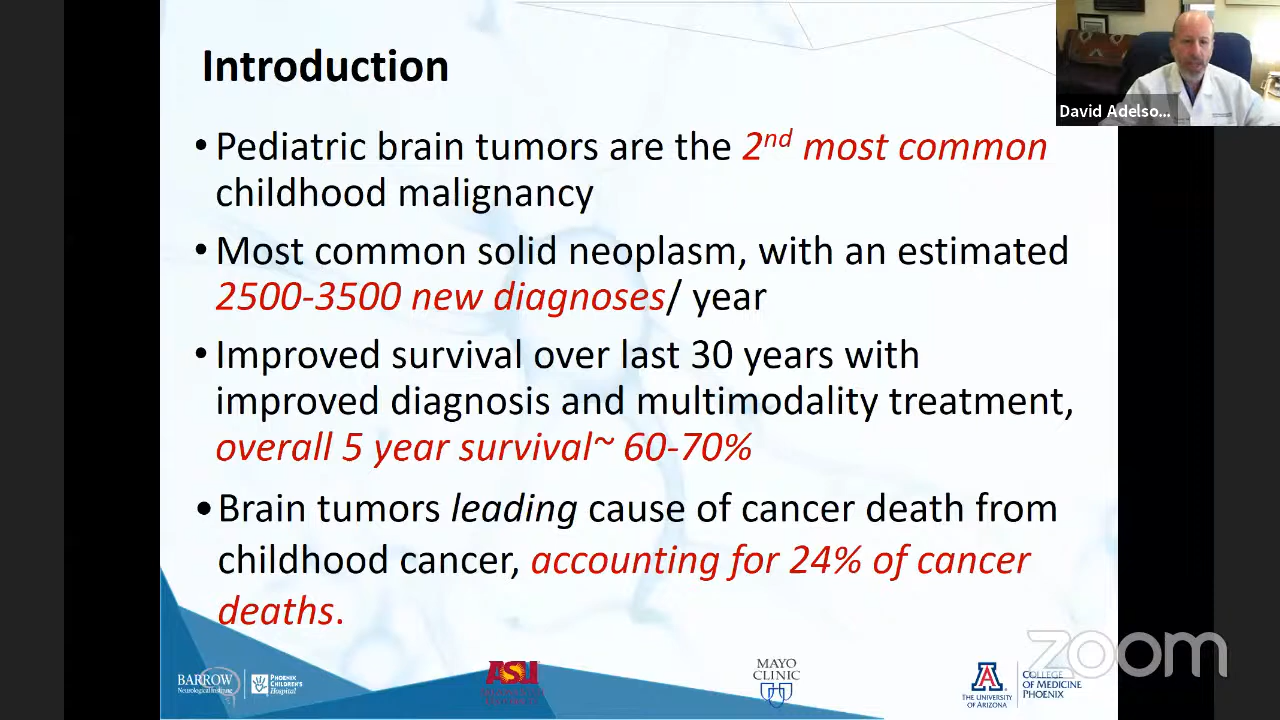 Introduction
David Adelso...
• Pediatric brain tumors are the 2nd most common
childhood malignancy
• Most common solid neoplasm, with an estimated
2500-3500 new diagnoses/ year
• Improved survival over last 30 years with
improved diagnosis and multimodality treatment,
overall 5 year survival~ 60-70%
• Brain tumors leading cause of cancer death from
childhood cancer, accounting for 24% of cancer
deaths.
zoom
BARROW
Neurological Institute
PHOENIX
CHILDREN'S
Hospital
ASU
MAYO
CLINIC
A
THE UNIVERSITY
OF ARIZONA
COLLEGE
OF MEDICINE
PHOENIX